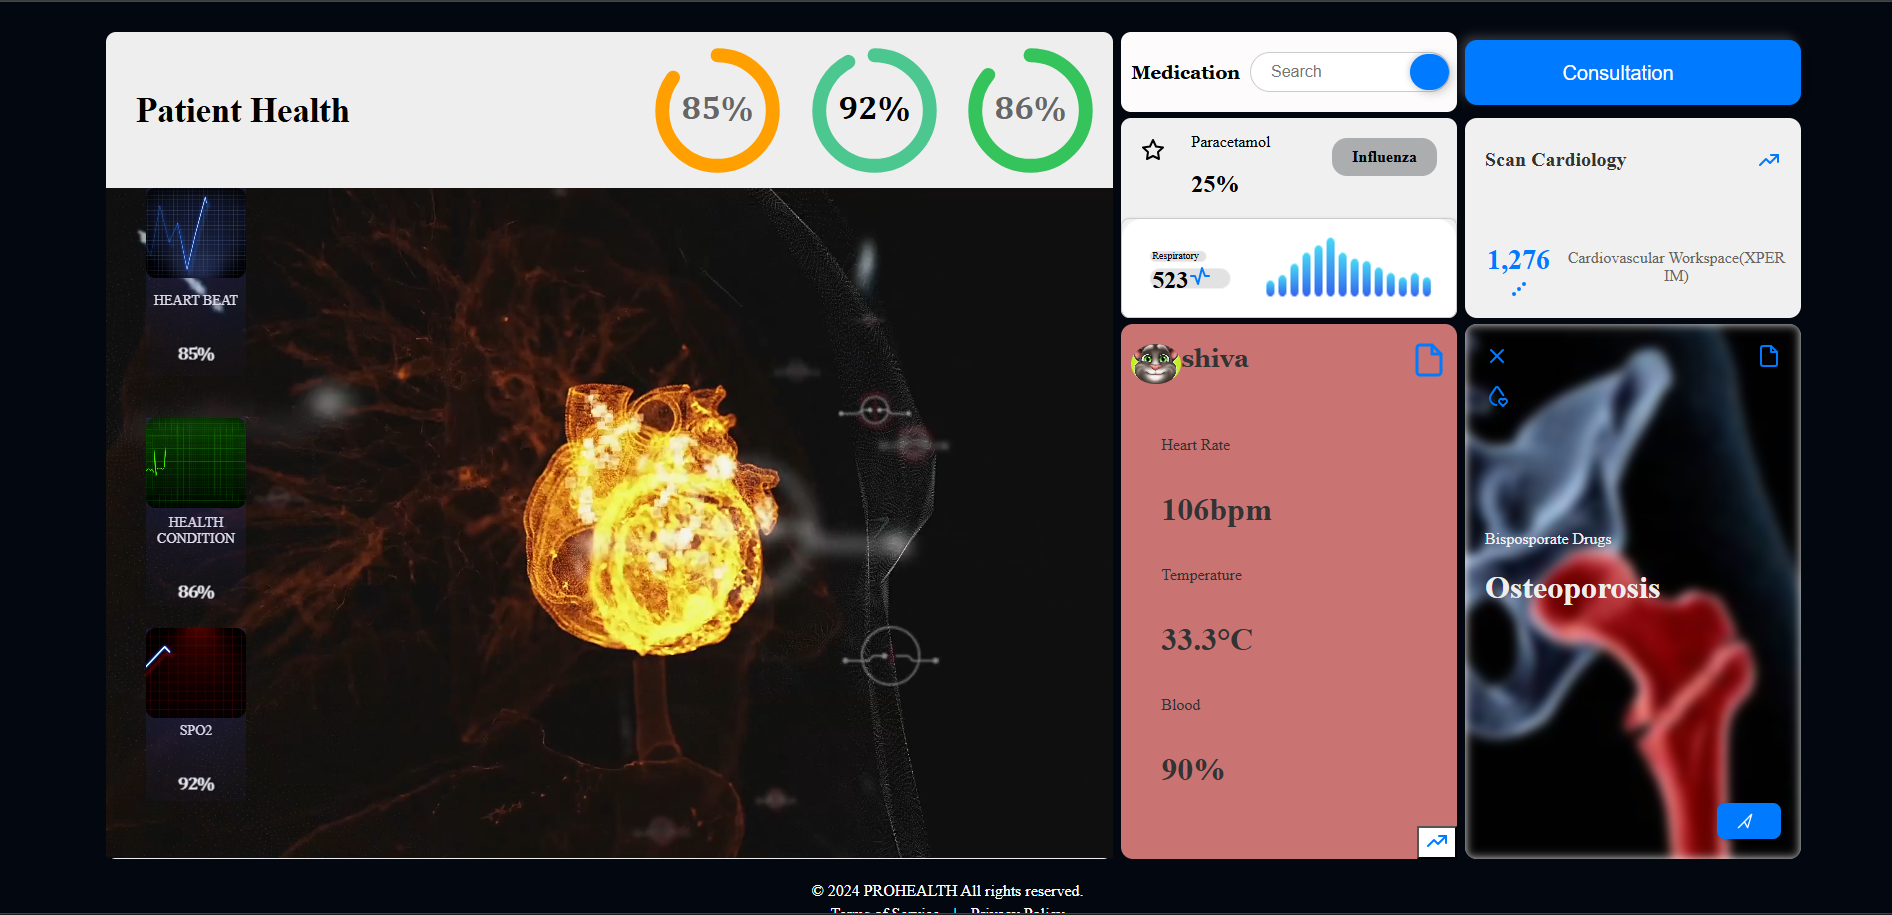 Patient Health
85%
92%
86%
HEART BEAT
85%
HEALTH
CONDITION
86%
SPO2
92%
Medication
Search
Paracetamol
25%
Influenza
Respiratory
523
Consultation
Scan Cardiology
1,276
Cardiovascular Workspace(XPER
IM)
shiva
Heart Rate
106bpm
Temperature
33.3°C
Blood
90%
Bisposporate Drugs
Osteoporosis
© 2024 PROHEALTH All rights reserved.
Terms of Service | Privacy Policy